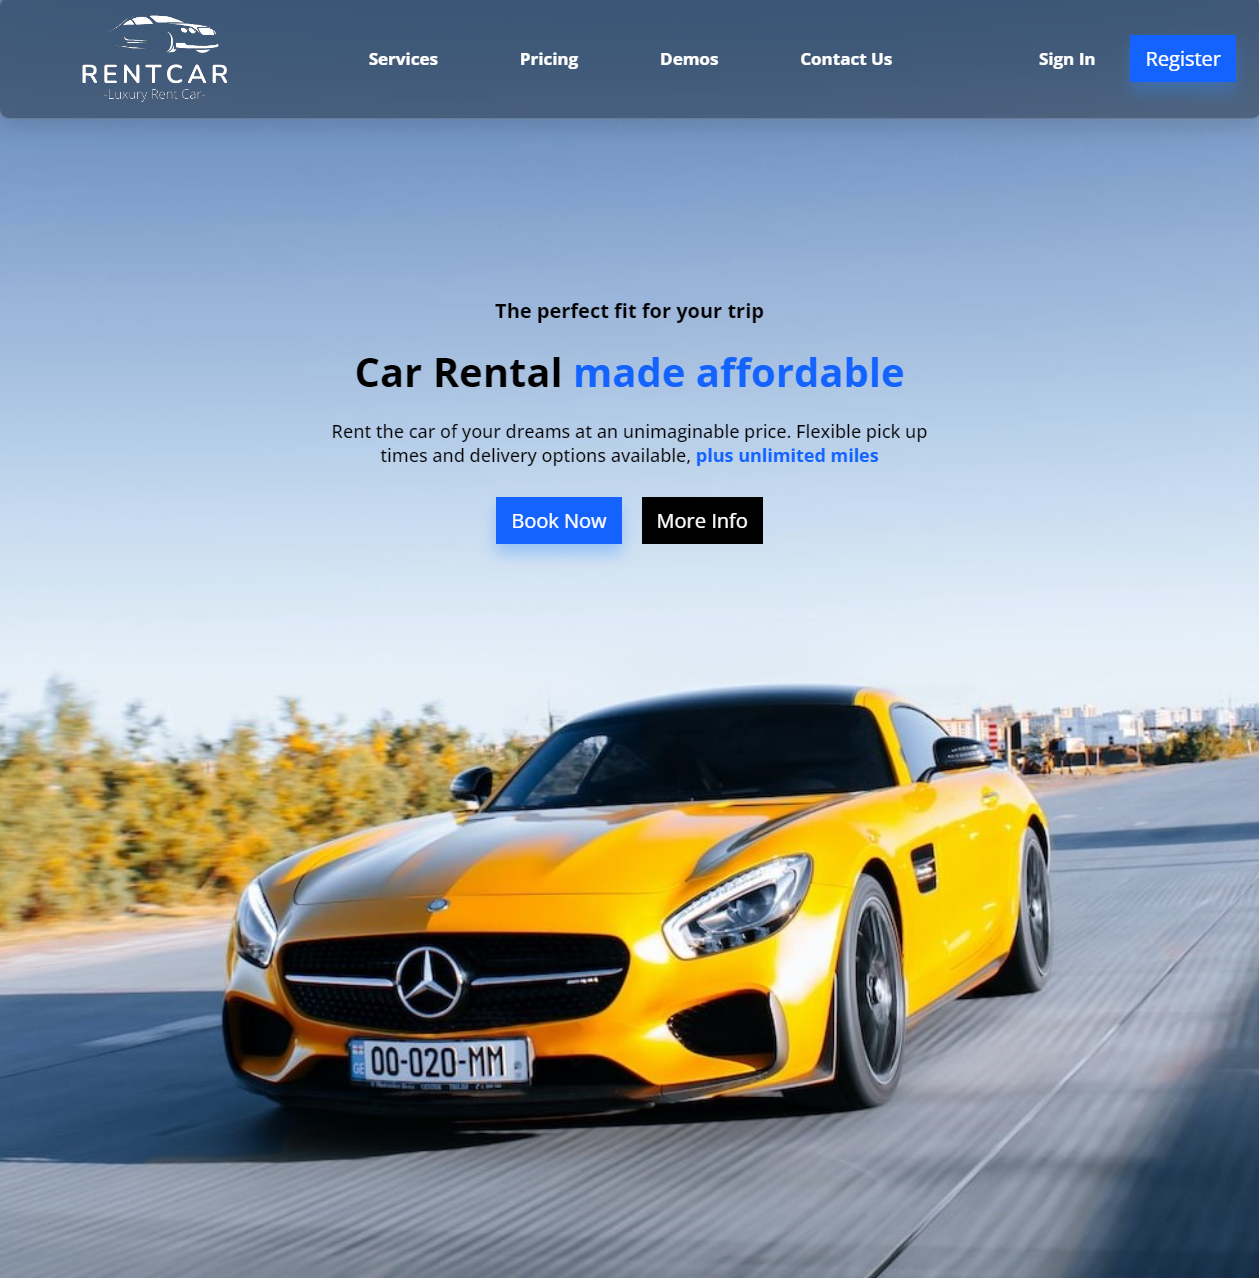 RENTCAR
-Luxury Rent Car-
Services
Pricing
Demos
Contact Us
Sign In
Register
The perfect fit for your trip
Car Rental made affordable
Rent the car of your dreams at an unimaginable price. Flexible pick up
times and delivery options available, plus unlimited miles
Book Now
More Info
GE
00-020-MM